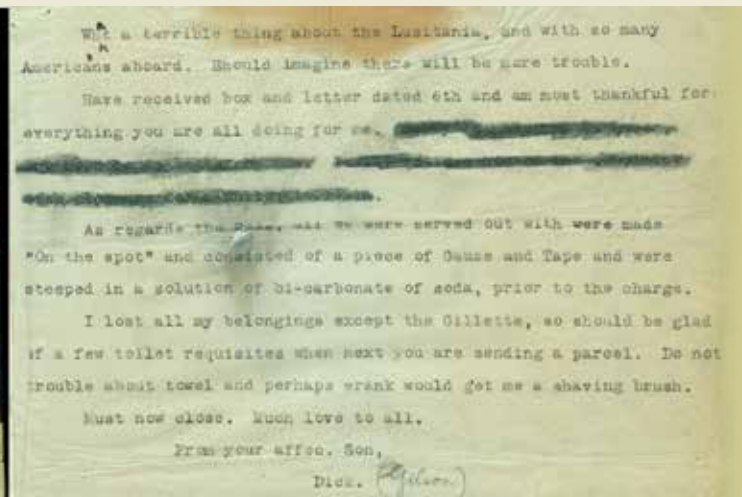 What a terrible thing about the Lusitania, and with so many
Americans aboard. Should imagine there will be more trouble.
Have received box and letter dated 6th and am most thankful for
everything you are all doing for me.
As regards the all we were served out with were made
"On the spot" and consisted of a piece of Gauze and Tape and were
steeped in a solution of bi-carbonate of soda, prior to the charge.
I lost all my belongings except the Gillette, so should be glad
of a few toilet requisites when next you are sending a parcel. Do not
trouble about towel and perhaps would get me a shaving brush.
Must now close. Much love to all.
From your affec. Son,
Dick.